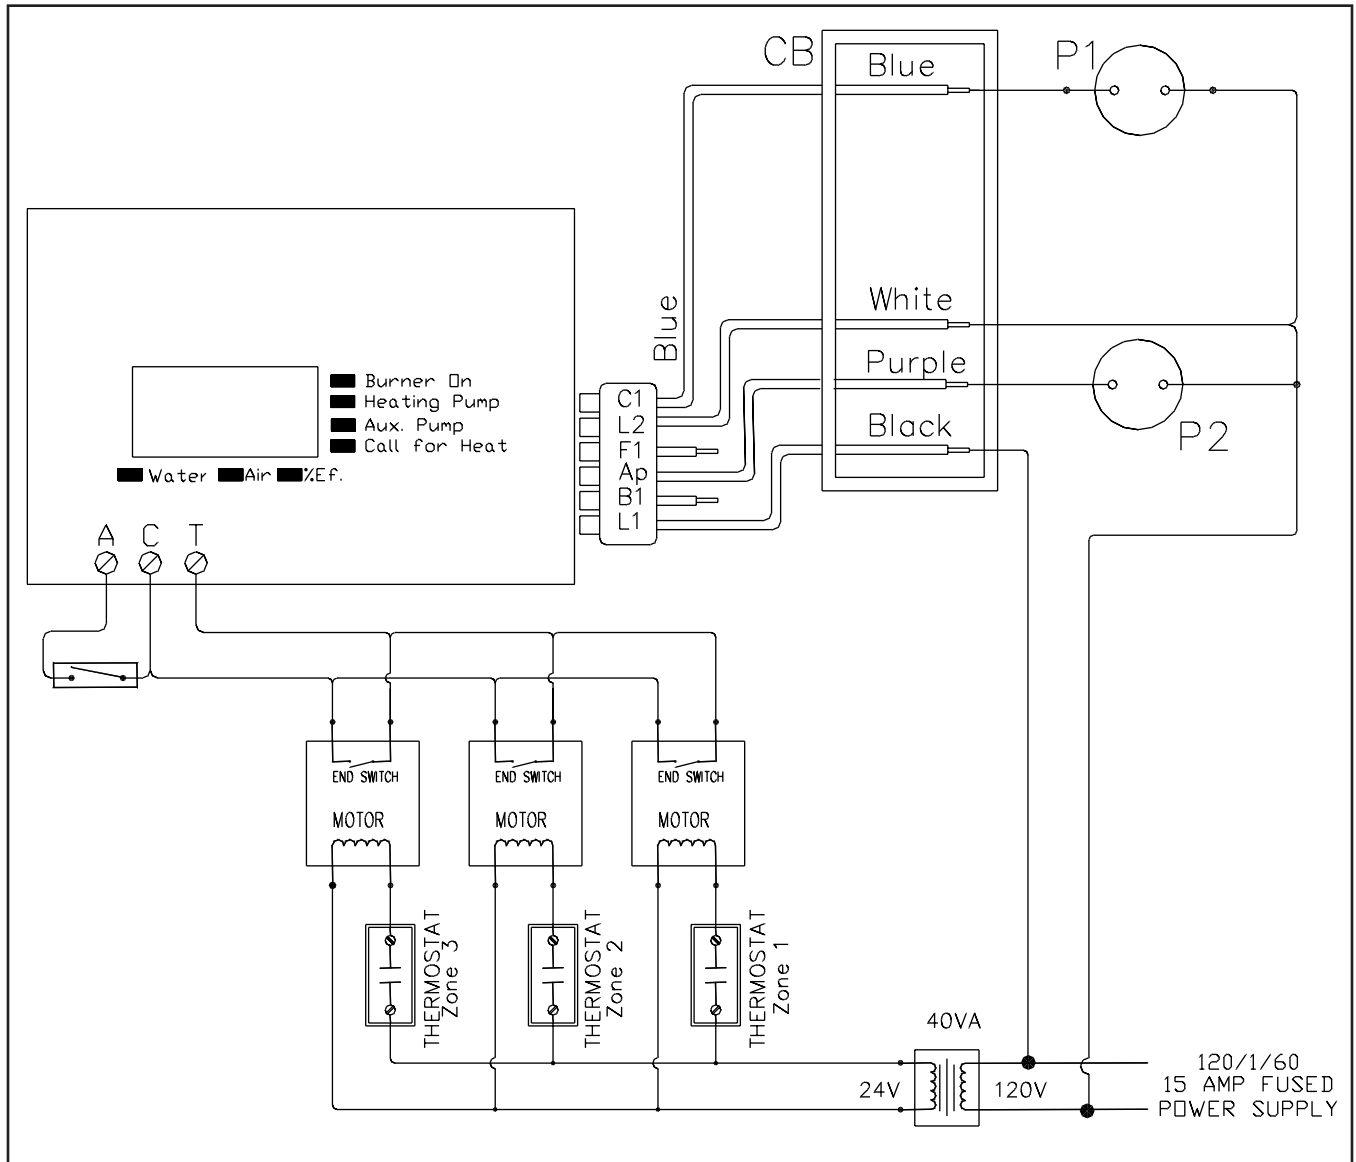 CB
Blue
P1
Blue
White
Purple
Black
P2
C1
L2
F1
Ap
B1
L1
Burner On
Heating Pump
Aux. Pump
Call for Heat
Water Air %Ef.
A C T
END SWITCH
MOTOR
END SWITCH
MOTOR
END SWITCH
MOTOR
THERMOSTAT
Zone 3
THERMOSTAT
Zone 2
THERMOSTAT
Zone 1
40VA
24V
120V
120/1/60
15 AMP FUSED
POWER SUPPLY